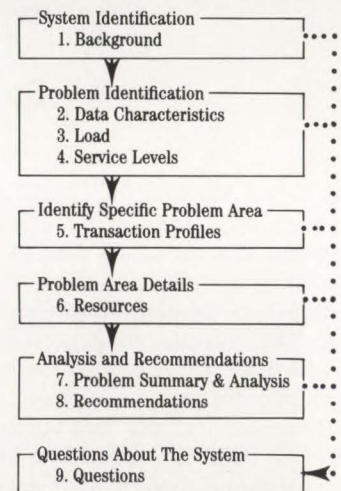 System Identification
1. Background
Problem Identification
2. Data Characteristics
3. Load
4. Service Levels
Identify Specific Problem Area
5. Transaction Profiles
Problem Area Details
6. Resources
Analysis and Recommendations
7. Problem Summary & Analysis
8. Recommendations
Questions About The System
9. Questions